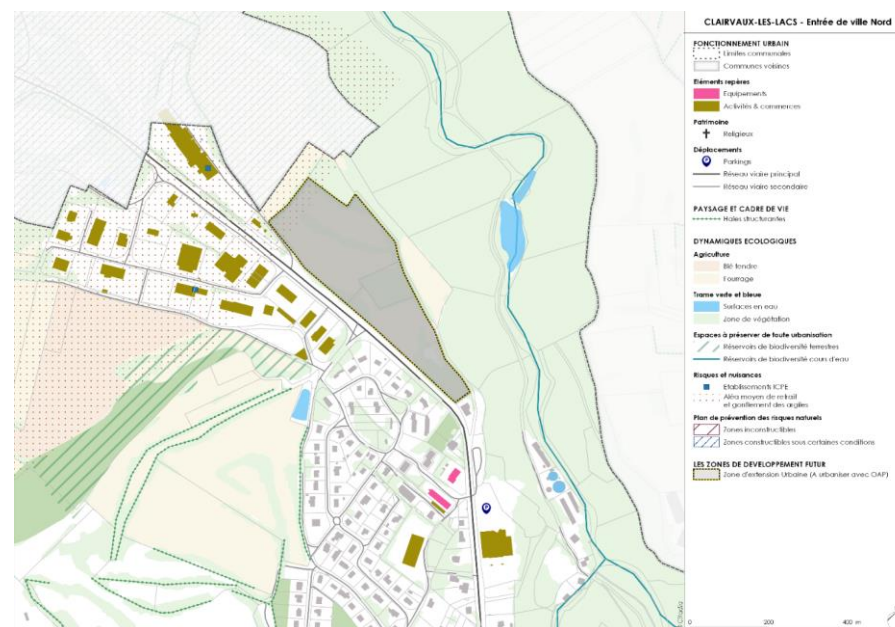 CLAIRVAUX-LES-LACS - Entrée de ville Nord
FONCTIONNEMENT URBAIN
Limites communales
Communes voisines
Eléments repères
Equipements
Activités & commerces
Patrimoine
Religieux
Déplacements
Parkings
Réseau viaire principal
Réseau viaire secondaire
PAYSAGE ET CADRE DE VIE
Haies structurantes
DYNAMIQUES ECOLOGIQUES
Agriculture
Blé tendre
Fourrage
Trame verte et bleue
Surfaces en eau
Zone de végétation
Espaces à préserver de toute urbanisation
Réservoirs de biodiversité terrestres
Réservoirs de biodiversité cours d'eau
Risques et nuisances
Etablissements ICPE
Aléa moyen de retrait
et gonflement des argiles
Plan de prévention des risques naturels
Zones inconstructibles
Zones constructibles sous certaines conditions
LES ZONES DE DEVELOPPEMENT FUTUR
Zone d'extension Urbaine (A urbaniser avec OAP)
0 200 400 m